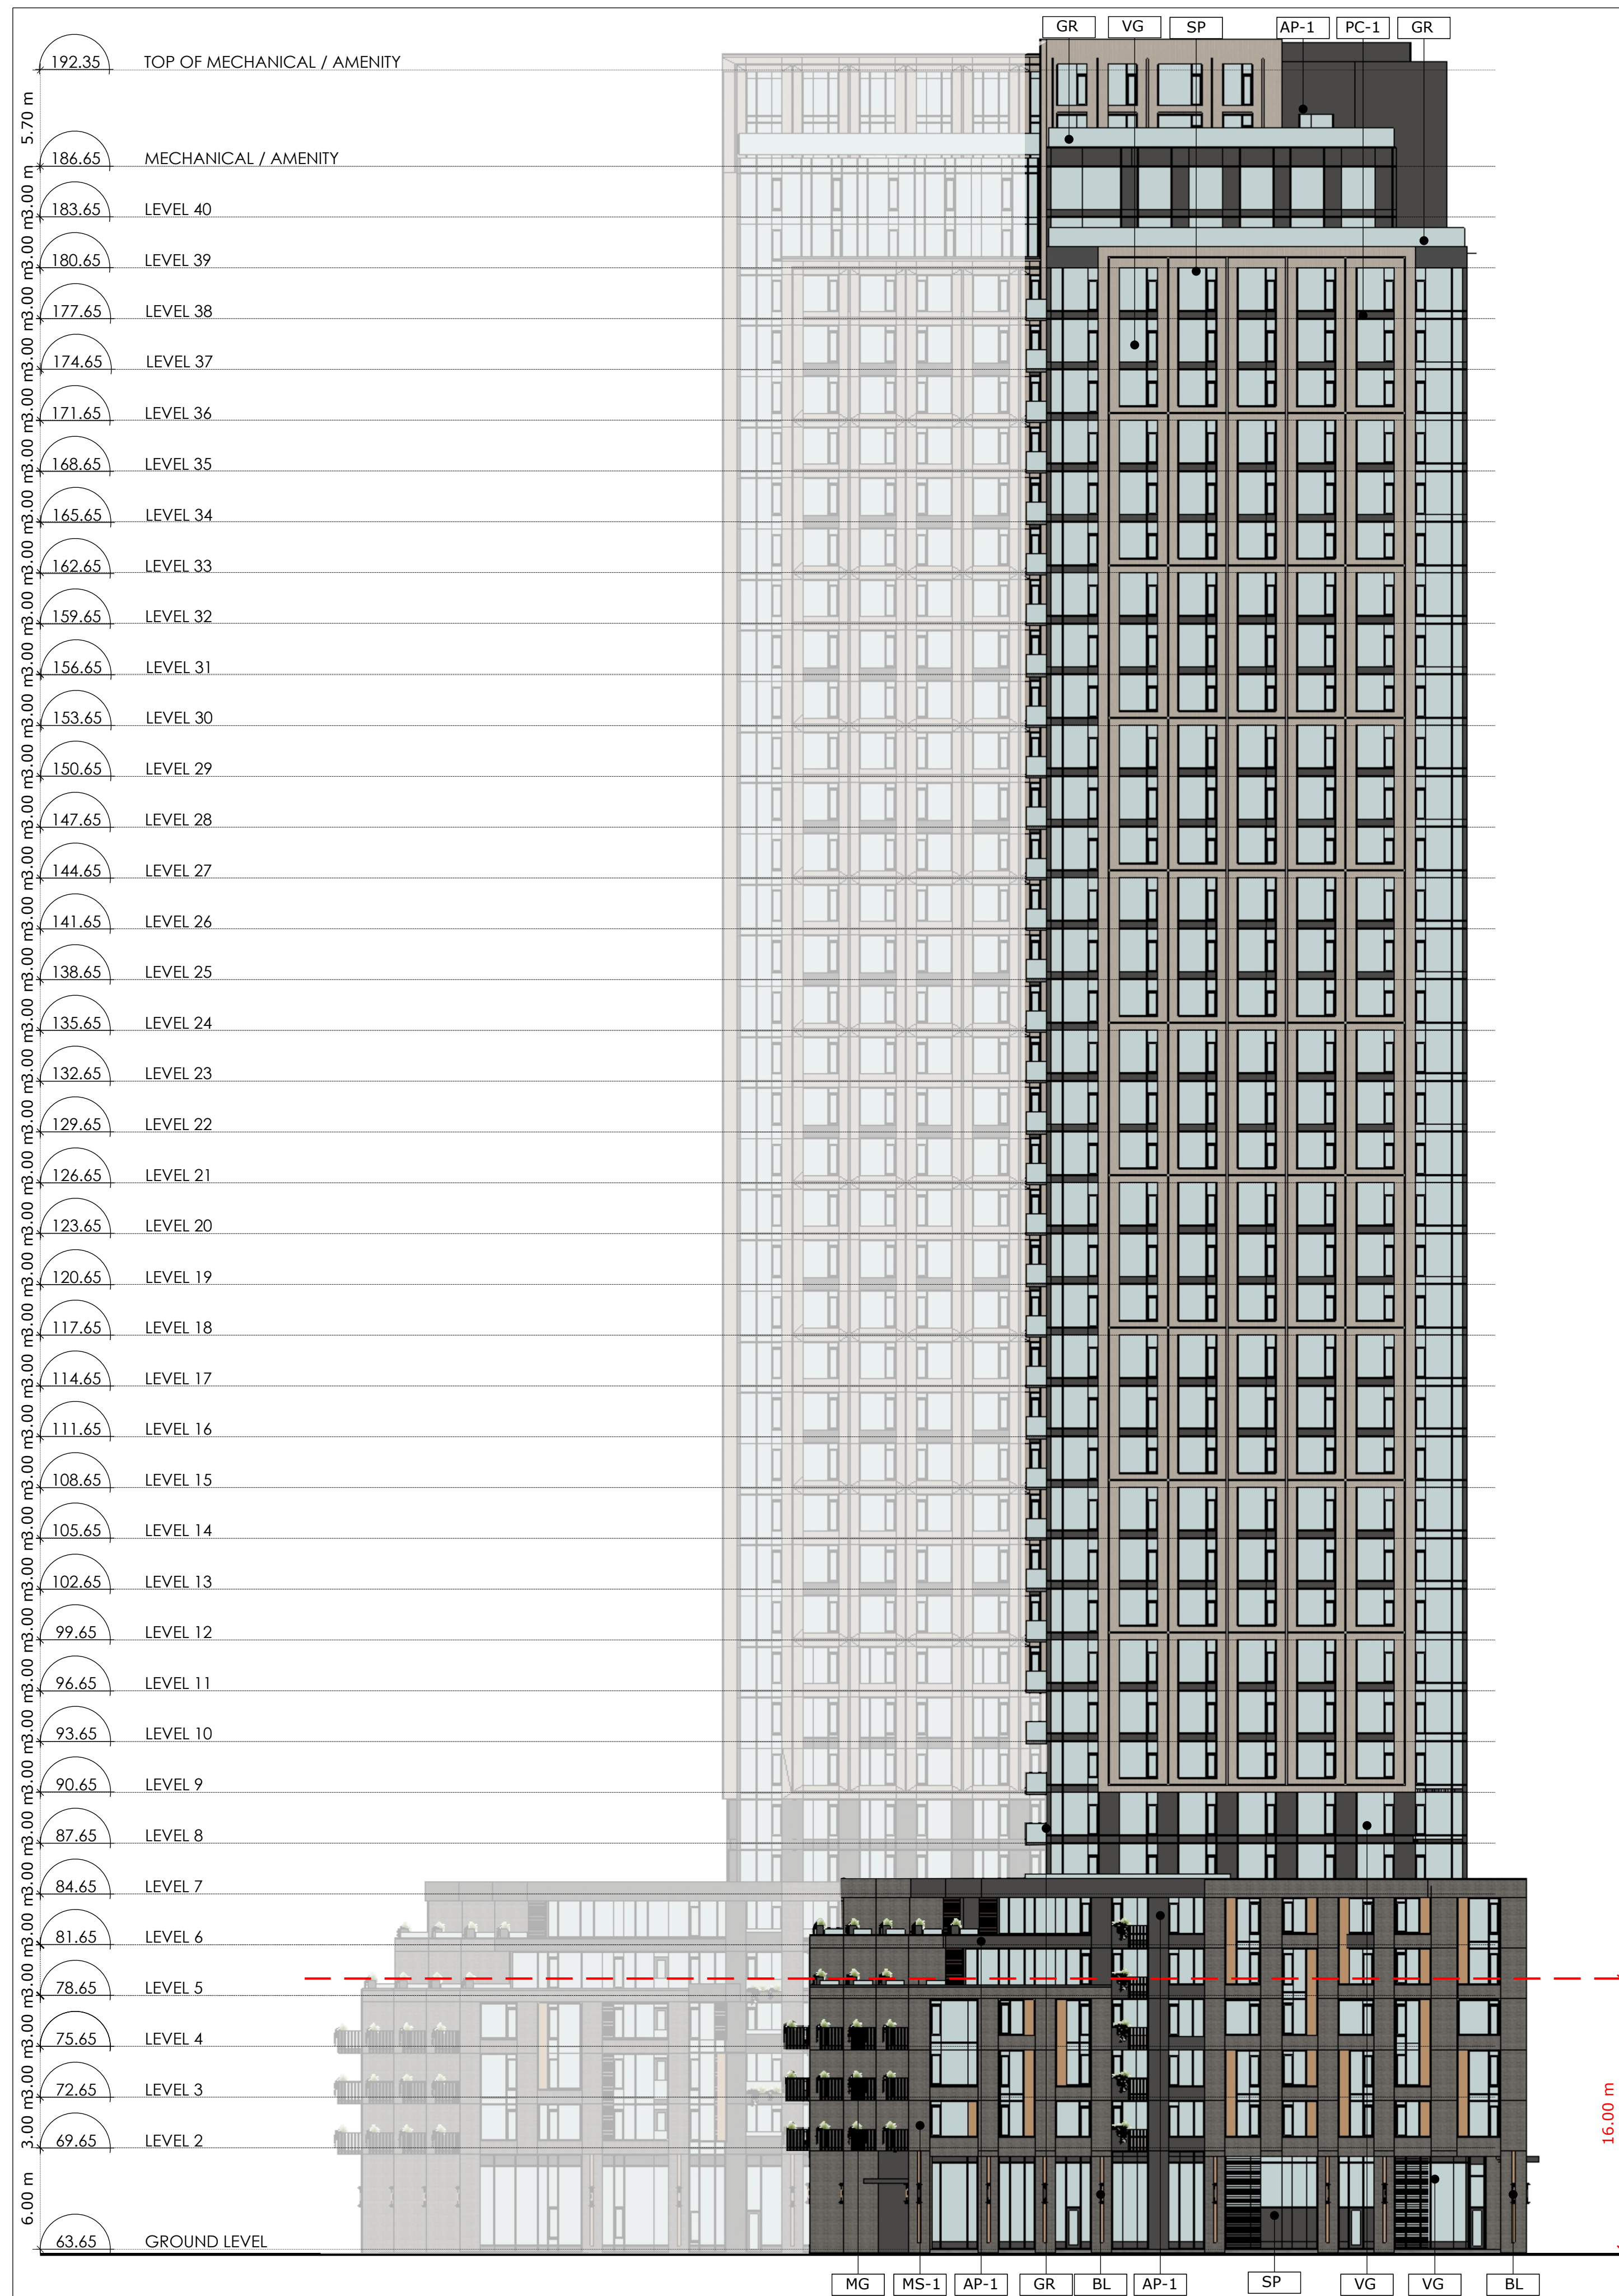 GR VG SP AP-1 PC-1 GR
192.35 TOP OF MECHANICAL / AMENITY
5.70 m
186.65 MECHANICAL / AMENITY
3.00 m
183.65 LEVEL 40
3.00 m
180.65 LEVEL 39
3.00 m
177.65 LEVEL 38
3.00 m
174.65 LEVEL 37
3.00 m
171.65 LEVEL 36
3.00 m
168.65 LEVEL 35
3.00 m
165.65 LEVEL 34
3.00 m
162.65 LEVEL 33
3.00 m
159.65 LEVEL 32
3.00 m
156.65 LEVEL 31
3.00 m
153.65 LEVEL 30
3.00 m
150.65 LEVEL 29
3.00 m
147.65 LEVEL 28
3.00 m
144.65 LEVEL 27
3.00 m
141.65 LEVEL 26
3.00 m
138.65 LEVEL 25
3.00 m
135.65 LEVEL 24
3.00 m
132.65 LEVEL 23
3.00 m
129.65 LEVEL 22
3.00 m
126.65 LEVEL 21
3.00 m
123.65 LEVEL 20
3.00 m
120.65 LEVEL 19
3.00 m
117.65 LEVEL 18
3.00 m
114.65 LEVEL 17
3.00 m
111.65 LEVEL 16
3.00 m
108.65 LEVEL 15
3.00 m
105.65 LEVEL 14
3.00 m
102.65 LEVEL 13
3.00 m
99.65 LEVEL 12
3.00 m
96.65 LEVEL 11
3.00 m
93.65 LEVEL 10
3.00 m
90.65 LEVEL 9
3.00 m
87.65 LEVEL 8
3.00 m
84.65 LEVEL 7
3.00 m
81.65 LEVEL 6
3.00 m
78.65 LEVEL 5
3.00 m
75.65 LEVEL 4
3.00 m
72.65 LEVEL 3
3.00 m
69.65 LEVEL 2
16.00 m
6.00 m
63.65 GROUND LEVEL
MG MS-1 AP-1 GR BL AP-1 SP VG VG BL